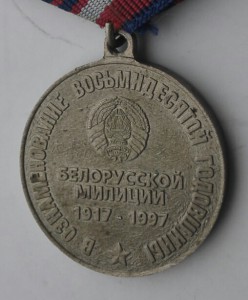 В ОЗНАМЕНОВАНИЕ ВОСЬМИДЕСЯТОЙ ГОДОВЩИНЫ
БЕЛОРУССКОЙ
МИЛИЦИИ
1917-1997